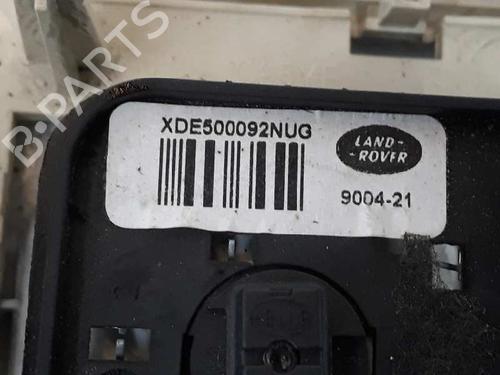 B-PARTS
XDE500092NUG
LAND-
-ROVER
9004-21